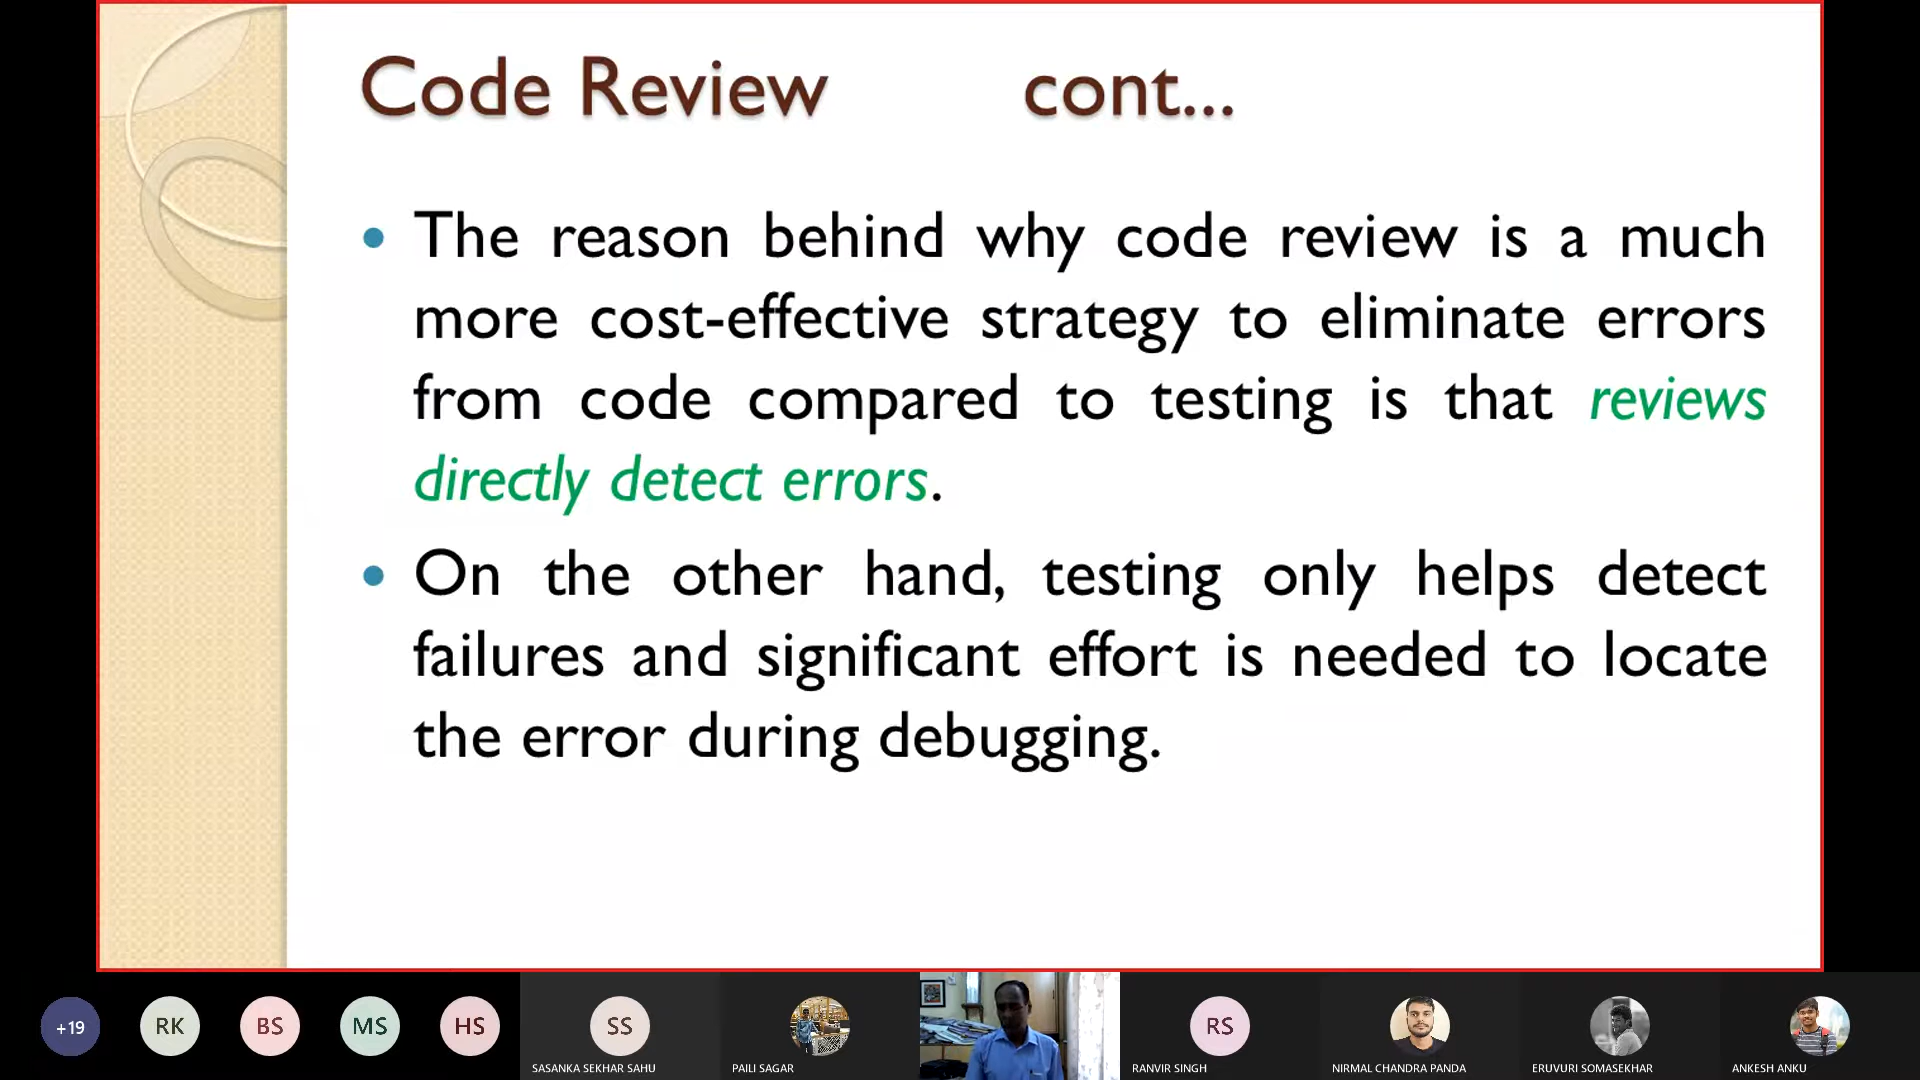 Code Review cont...
• The reason behind why code review is a much
more cost-effective strategy to eliminate errors
from code compared to testing is that reviews
directly detect errors.
• On the other hand, testing only helps detect
failures and significant effort is needed to locate
the error during debugging.
+19
RK
BS
MS
HS
SS
RS
SASANKA SEKHAR SAHU
PAILI SAGAR
RANVIR SINGH
NIRMAL CHANDRA PANDA
ERUVURI SOMASEKHAR
ANKESH ANKU